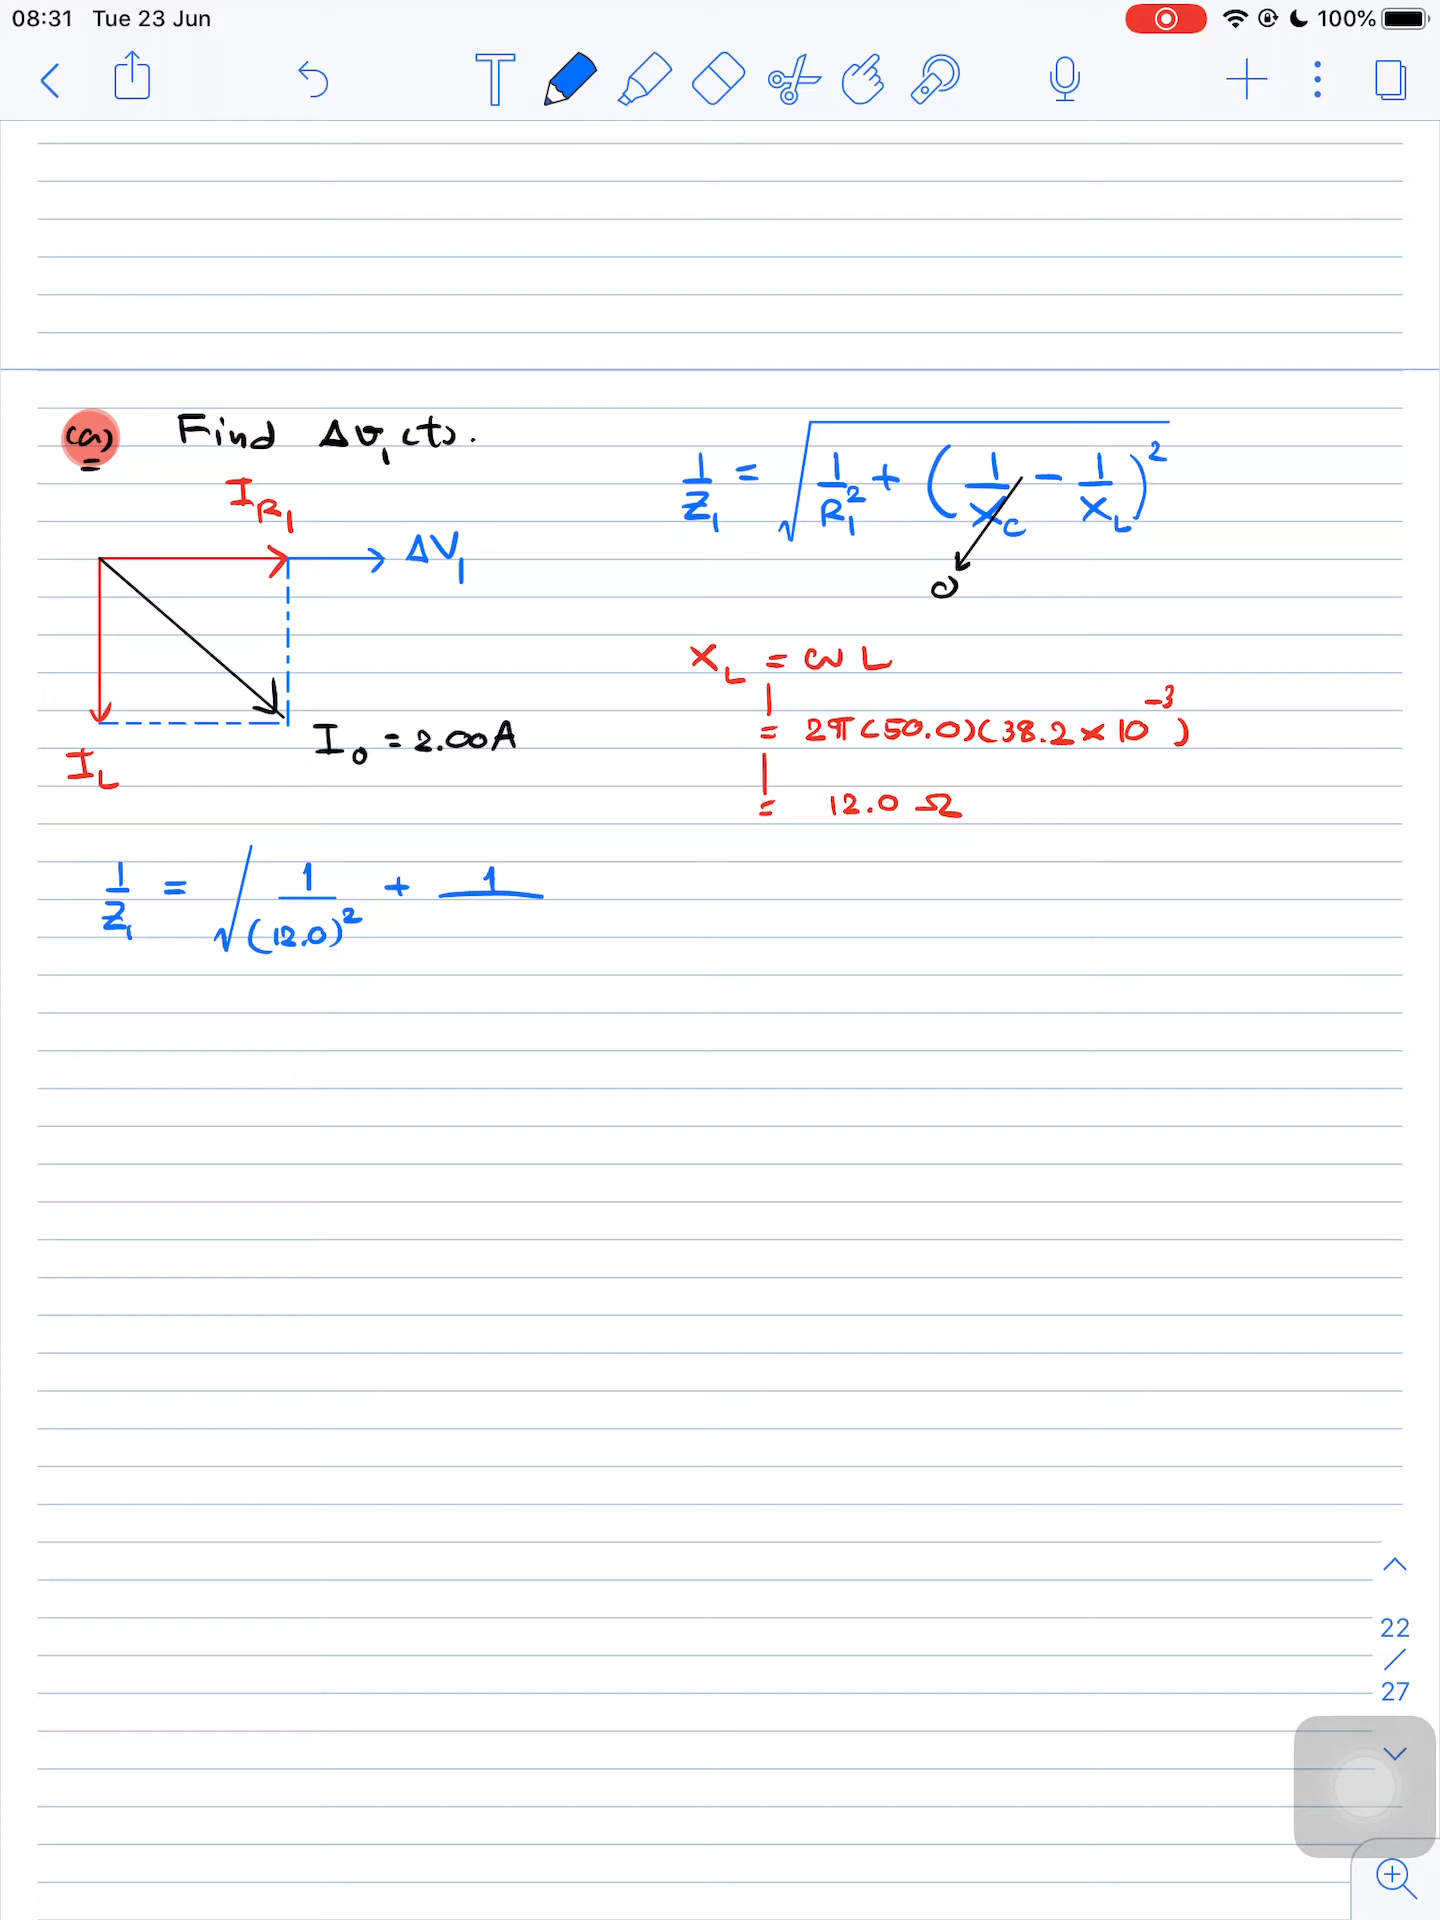 08:31 Tue 23 Jun 100%
T
(a) Find Δv₁(t).
I_R₁
ΔV₁
I_L
I₀ = 2.00A
1/Z₁ = √(1/R₁² + (1/X_C - 1/X_L)²)
0
X_L = ωL
= 2π(50.0)(38.2×10⁻³)
= 12.0 Ω
1/Z₁ = √ 1/(12.0)² + 1/
22
/
27